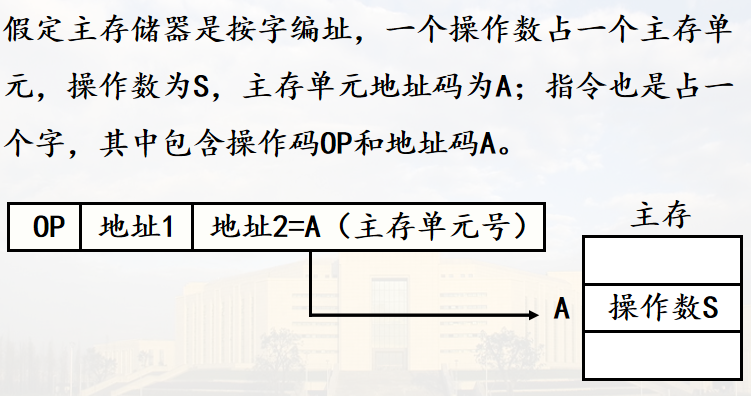 假定主存储器是按字编址，一个操作数占一个主存单
元，操作数为S，主存单元地址码为A；指令也是占一
个字，其中包含操作码OP和地址码A。
主存
OP 地址1 地址2=A（主存单元号）
A 操作数S